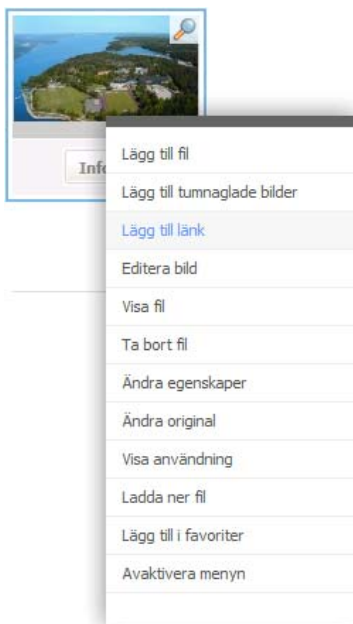 Lägg till fil
Lägg till tumnaglade bilder
Lägg till länk
Editera bild
Visa fil
Ta bort fil
Ändra egenskaper
Ändra original
Visa användning
Ladda ner fil
Lägg till i favoriter
Avaktivera menyn